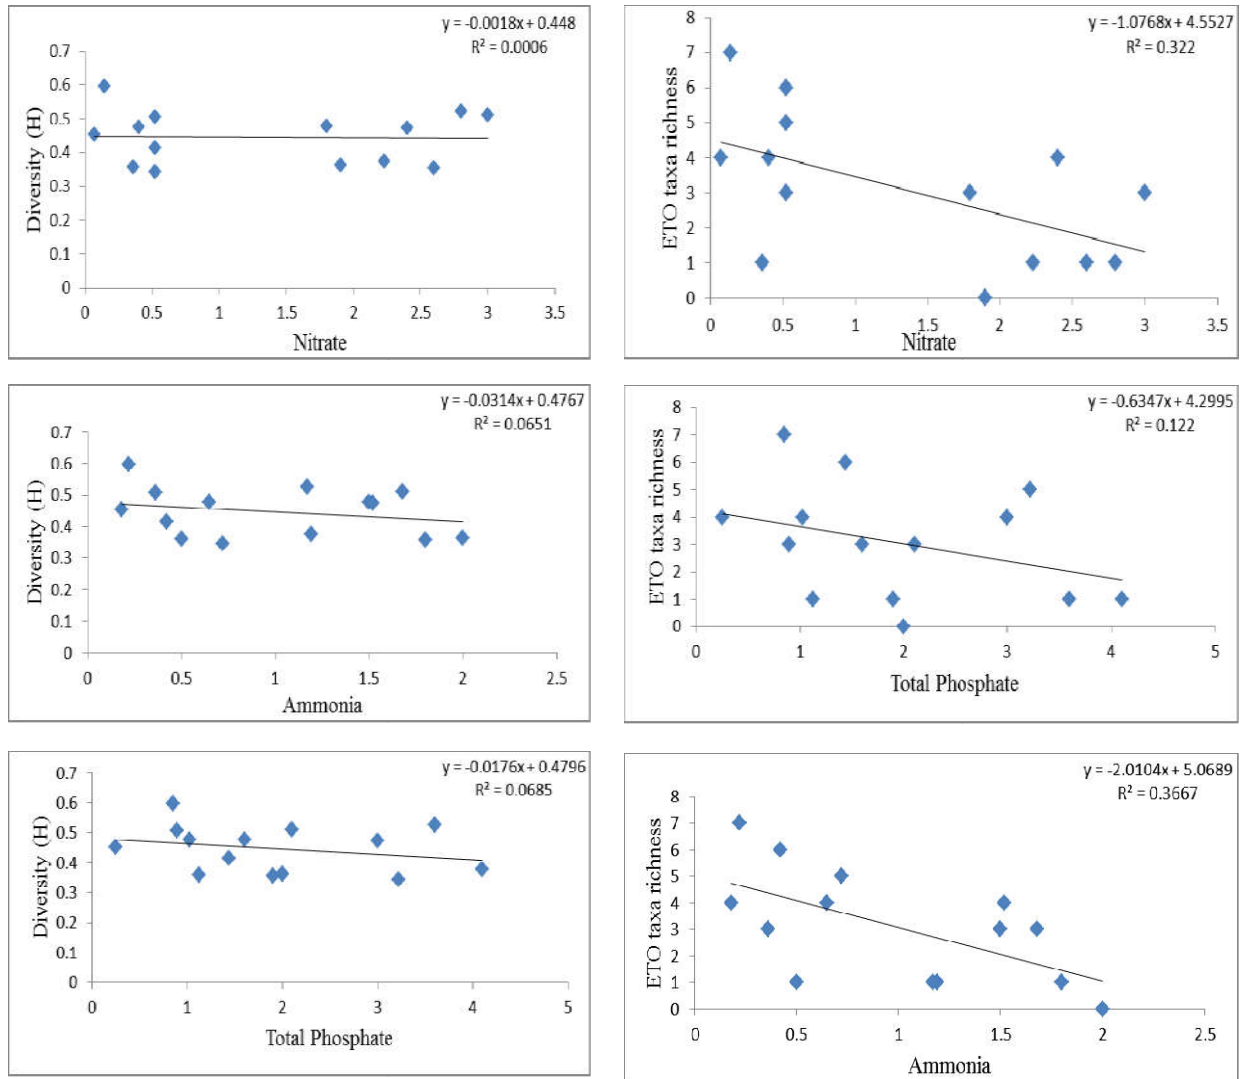 y = -0.0018x + 0.448
R² = 0.0006
0.7
0.6
0.5
0.4
0.3
0.2
0.1
0
Diversity (H)
0 0.5 1 1.5 2 2.5 3 3.5
Nitrate
y = -1.0768x + 4.5527
R² = 0.322
8
7
6
5
4
3
2
1
0
ETO taxa richness
0 0.5 1 1.5 2 2.5 3 3.5
Nitrate
y = -0.0314x + 0.4767
R² = 0.0651
0.7
0.6
0.5
0.4
0.3
0.2
0.1
0
Diversity (H)
0 0.5 1 1.5 2 2.5
Ammonia
y = -0.6347x + 4.2995
R² = 0.122
8
7
6
5
4
3
2
1
0
ETO taxa richness
0 1 2 3 4 5
Total Phosphate
y = -0.0176x + 0.4796
R² = 0.0685
0.7
0.6
0.5
0.4
0.3
0.2
0.1
0
Diversity (H)
0 1 2 3 4 5
Total Phosphate
y = -2.0104x + 5.0689
R² = 0.3667
8
7
6
5
4
3
2
1
0
ETO taxa richness
0 0.5 1 1.5 2 2.5
Ammonia